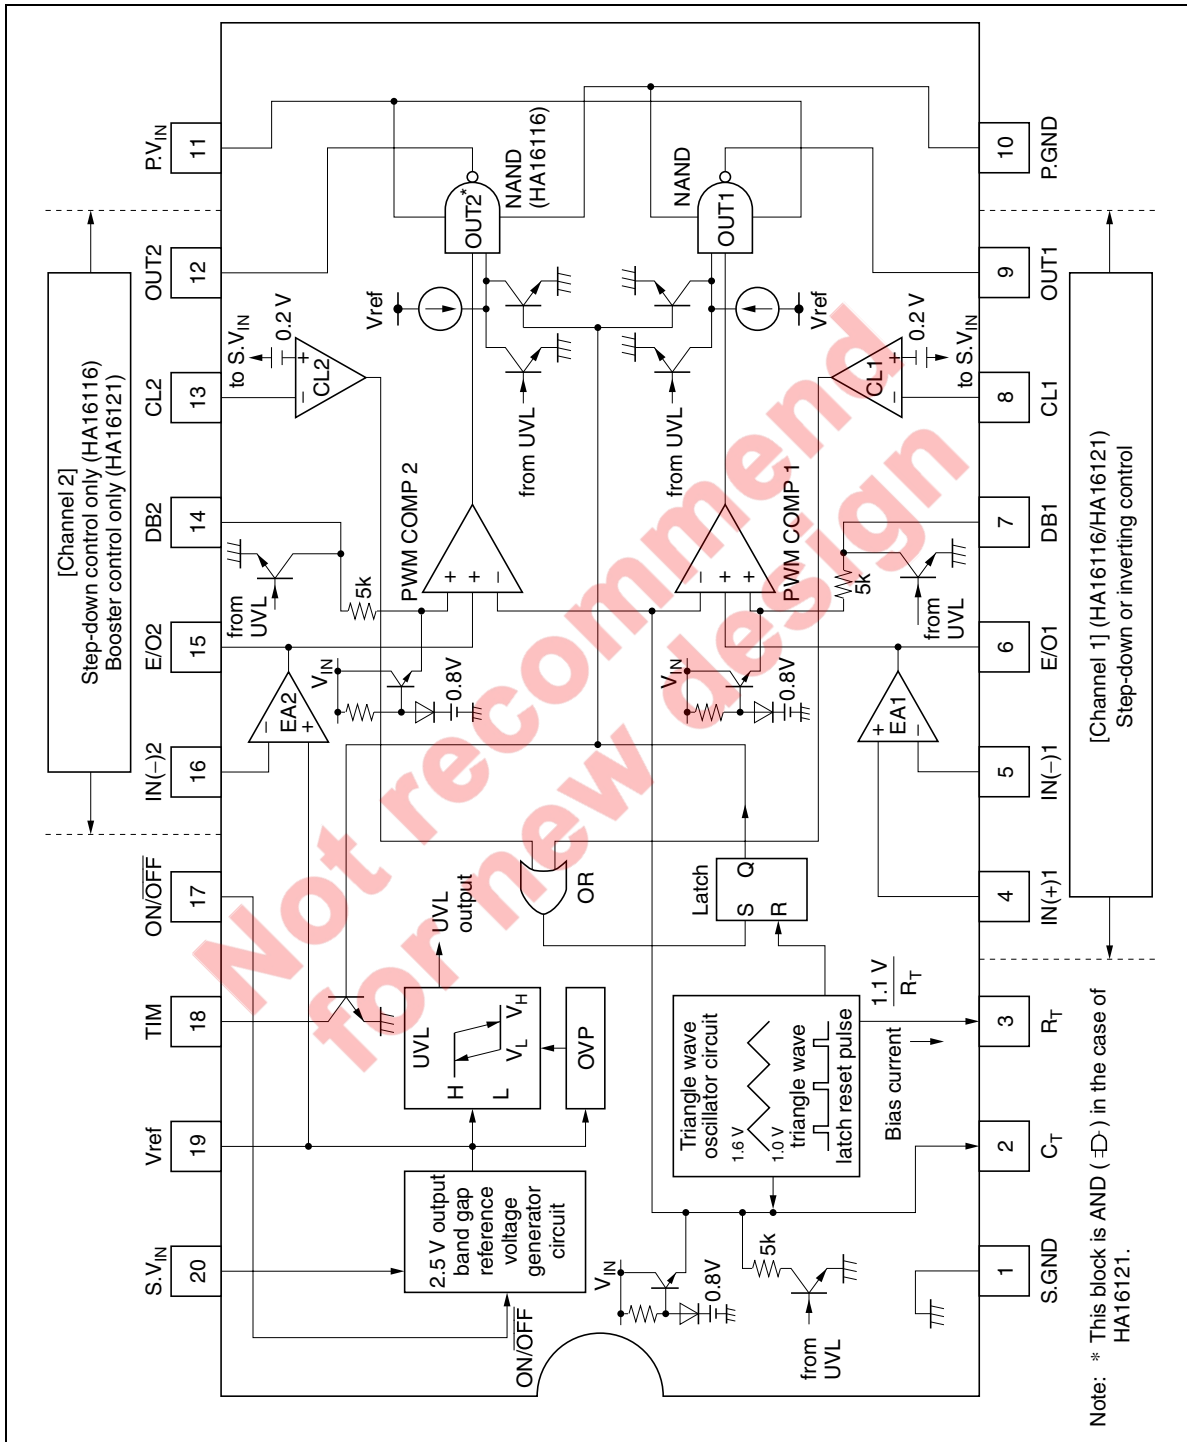 S.VIN
Vref
TIM
ON/OFF
IN(−)2
E/O2
DB2
CL2
OUT2
P.VIN
20
19
18
17
16
15
14
13
12
11
[Channel 2]
Step-down control only (HA16116)
Booster control only (HA16121)
2.5 V output
band gap
reference
voltage
generator
circuit
ON/OFF
UVL
H
L
VL
VH
UVL
output
OVP
EA2
−
+
from
UVL
5k
VIN
0.8V
PWM COMP 2
+
+
−
to S.VIN
0.2 V
CL2
−
+
from UVL
Vref
OUT2*
NAND
(HA16116)
OR
Latch
S
Q
R
Triangle wave
oscillator circuit
1.6 V
1.0 V
triangle wave
latch reset pulse
1.1 V
RT
Bias current
VIN
0.8V
5k
from
UVL
EA1
+
−
VIN
0.8V
5k
from
UVL
PWM COMP 1
−
+
+
CL1
−
+
0.2 V
to S.VIN
from UVL
Vref
OUT1
NAND
1
2
3
4
5
6
7
8
9
10
S.GND
CT
RT
IN(+)1
IN(−)1
E/O1
DB1
CL1
OUT1
P.GND
[Channel 1] (HA16116/HA16121)
Step-down or inverting control
Note: * This block is AND ( ) in the case of
HA16121.
Not recommend
for new design